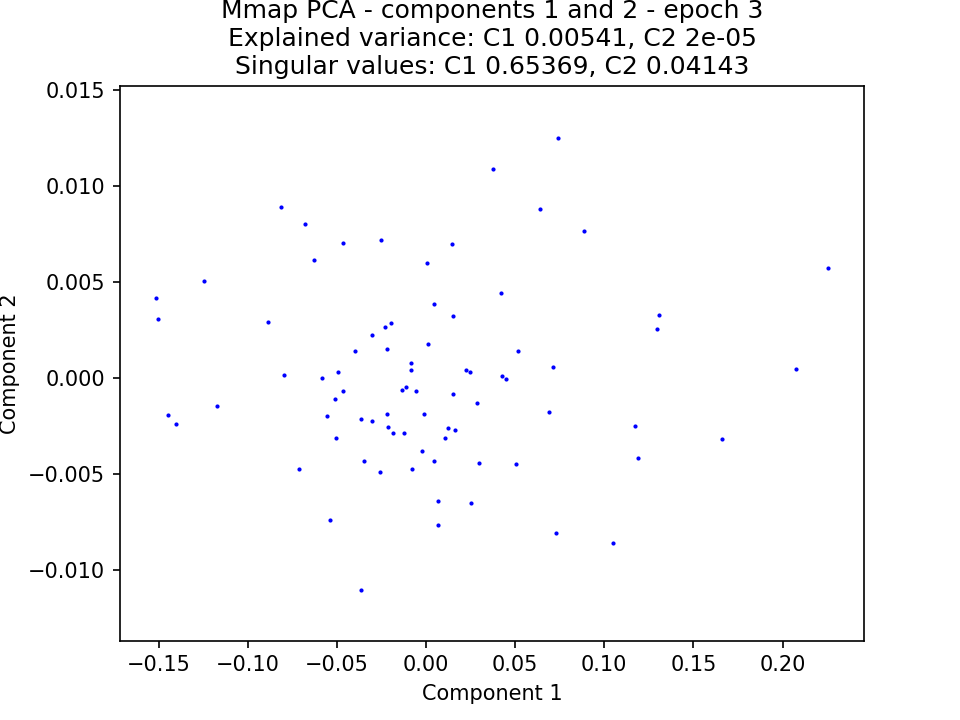 Mmap PCA - components 1 and 2 - epoch 3
Explained variance: C1 0.00541, C2 2e-05
Singular values: C1 0.65369, C2 0.04143
0.015
0.010
0.005
0.000
−0.005
−0.010
Component 2
−0.15
−0.10
−0.05
0.00
0.05
0.10
0.15
0.20
Component 1